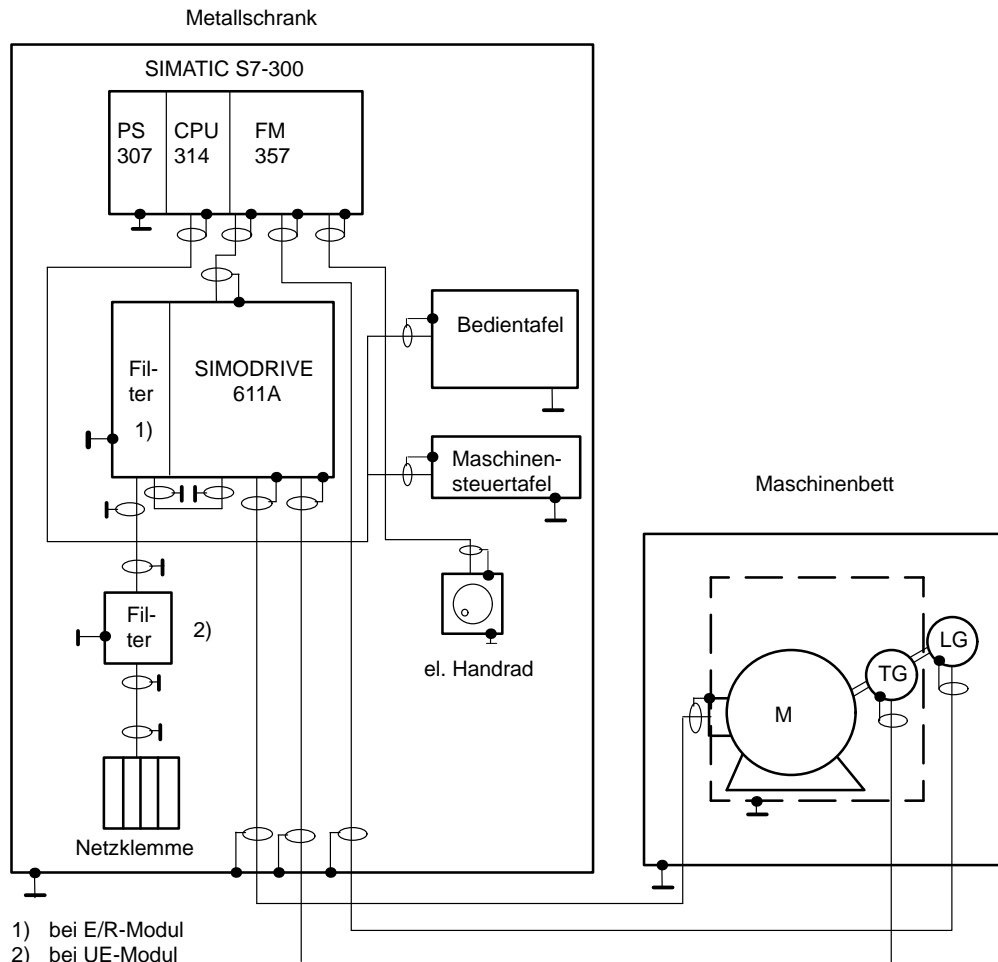 Metallschrank
SIMATIC S7-300
PS
307
CPU
314
FM
357
Bedientafel
Fil-
ter
1)
SIMODRIVE
611A
Maschinen-
steuertafel
Maschinenbett
Fil-
ter
2)
el. Handrad
LG
TG
M
Netzklemme
1) bei E/R-Modul
2) bei UE-Modul